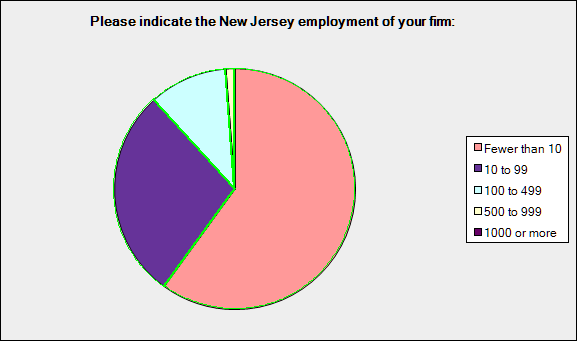 Please indicate the New Jersey employment of your firm:
Fewer than 10
10 to 99
100 to 499
500 to 999
1000 or more